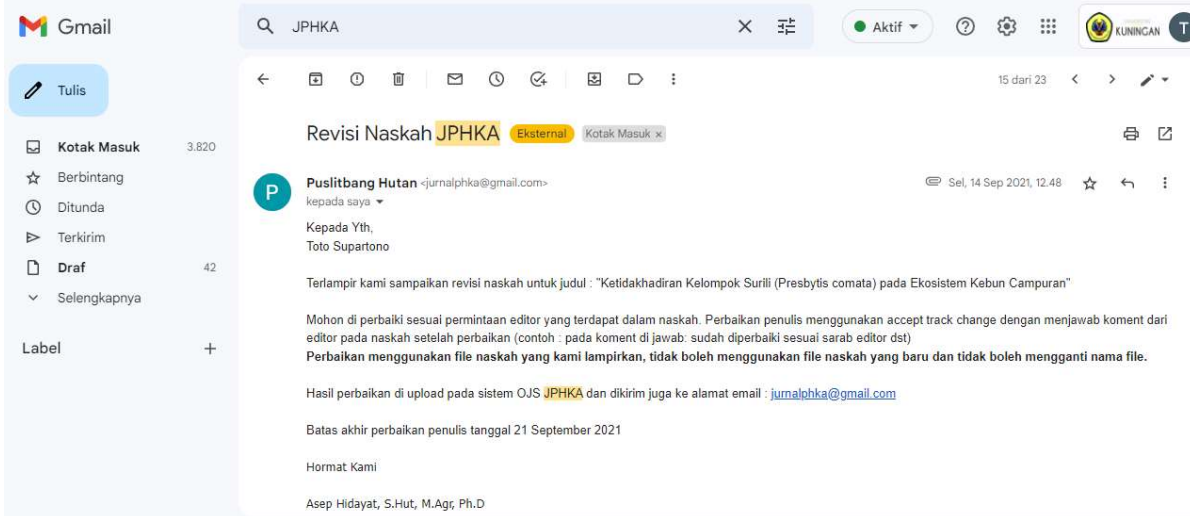 Gmail
JPHKA
Aktif
KUNINGAN
T
Tulis
15 dari 23
Revisi Naskah JPHKA Eksternal Kotak Masuk x
Kotak Masuk 3.820
Berbintang
Ditunda
Terkirim
Draf 42
Selengkapnya
Label +
P
Puslitbang Hutan <jurnalphka@gmail.com>
Sel, 14 Sep 2021, 12.48
kepada saya
Kepada Yth,
Toto Supartono
Terlampir kami sampaikan revisi naskah untuk judul : "Ketidakhadiran Kelompok Surili (Presbytis comata) pada Ekosistem Kebun Campuran"
Mohon di perbaiki sesuai permintaan editor yang terdapat dalam naskah. Perbaikan penulis menggunakan accept track change dengan menjawab koment dari
editor pada naskah setelah perbaikan (contoh : pada koment di jawab: sudah diperbaiki sesuai sarab editor dst)
Perbaikan menggunakan file naskah yang kami lampirkan, tidak boleh menggunakan file naskah yang baru dan tidak boleh mengganti nama file.
Hasil perbaikan di upload pada sistem OJS JPHKA dan dikirim juga ke alamat email : jurnalphka@gmail.com
Batas akhir perbaikan penulis tanggal 21 September 2021
Hormat Kami
Asep Hidayat, S.Hut, M.Agr, Ph.D